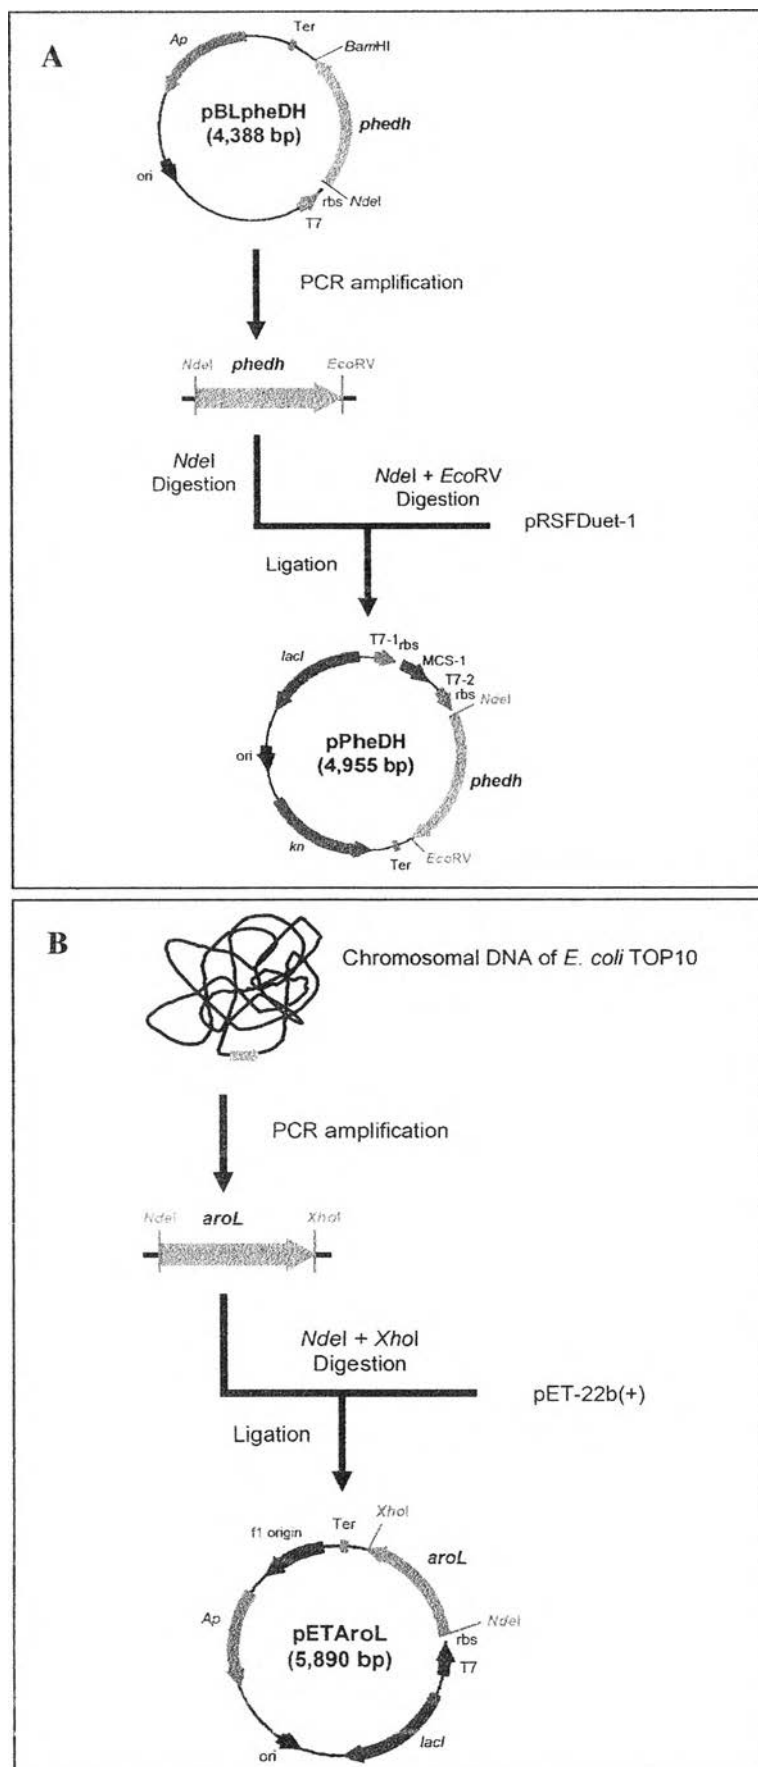 A
Ap
Ter
BamHI
pBLpheDH
(4,388 bp)
phedh
ori
rbs
NdeI
T7
PCR amplification
NdeI
phedh
EcoRV
NdeI
Digestion
NdeI + EcoRV
Digestion
pRSFDuet-1
Ligation
T7-1
rbs
MCS-1
lacI
T7-2
rbs
NdeI
ori
pPheDH
(4,955 bp)
phedh
kn
Ter
EcoRV
B
Chromosomal DNA of E. coli TOP10
PCR amplification
NdeI
aroL
XhoI
NdeI + XhoI
Digestion
pET-22b(+)
Ligation
XhoI
Ter
f1 origin
aroL
Ap
NdeI
pETAroL
(5,890 bp)
rbs
T7
ori
lacI